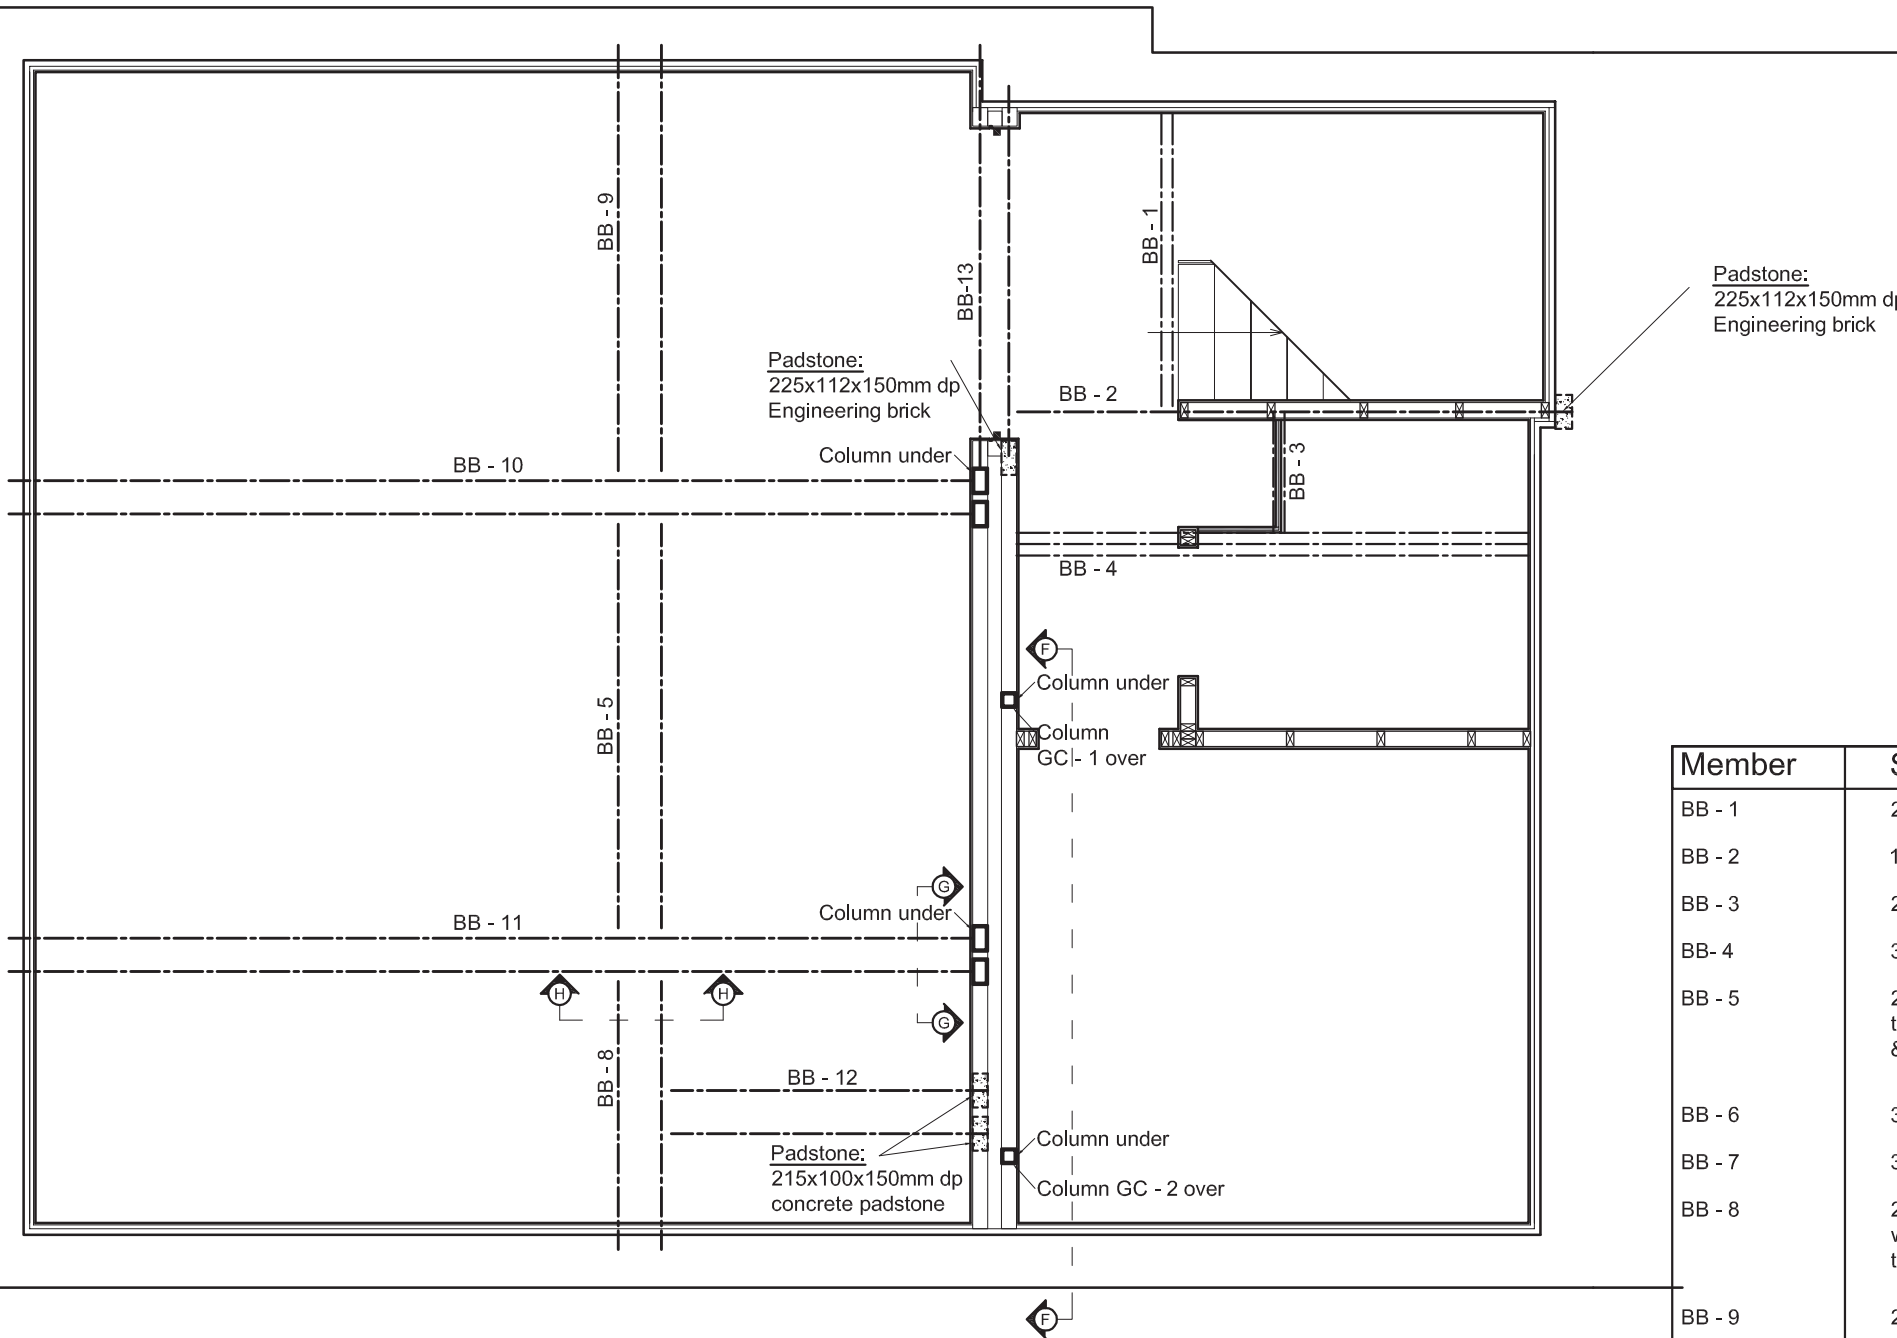 BB - 9
BB - 1
BB-13
Padstone:
225x112x150mm
Engineering brick
Padstone:
225x112x150mm dp
Engineering brick
BB - 2
Column under
BB - 10
BB - 3
BB - 4
F
Column under
BB - 5
Column
GC - 1 over
G
Column under
BB - 11
H
H
G
BB - 8
BB - 12
Padstone:
215x100x150mm dp
concrete padstone
Column under
Column GC - 2 over
F
Member
BB - 1
BB - 2
BB - 3
BB- 4
BB - 5
BB - 6
BB - 7
BB - 8
BB - 9